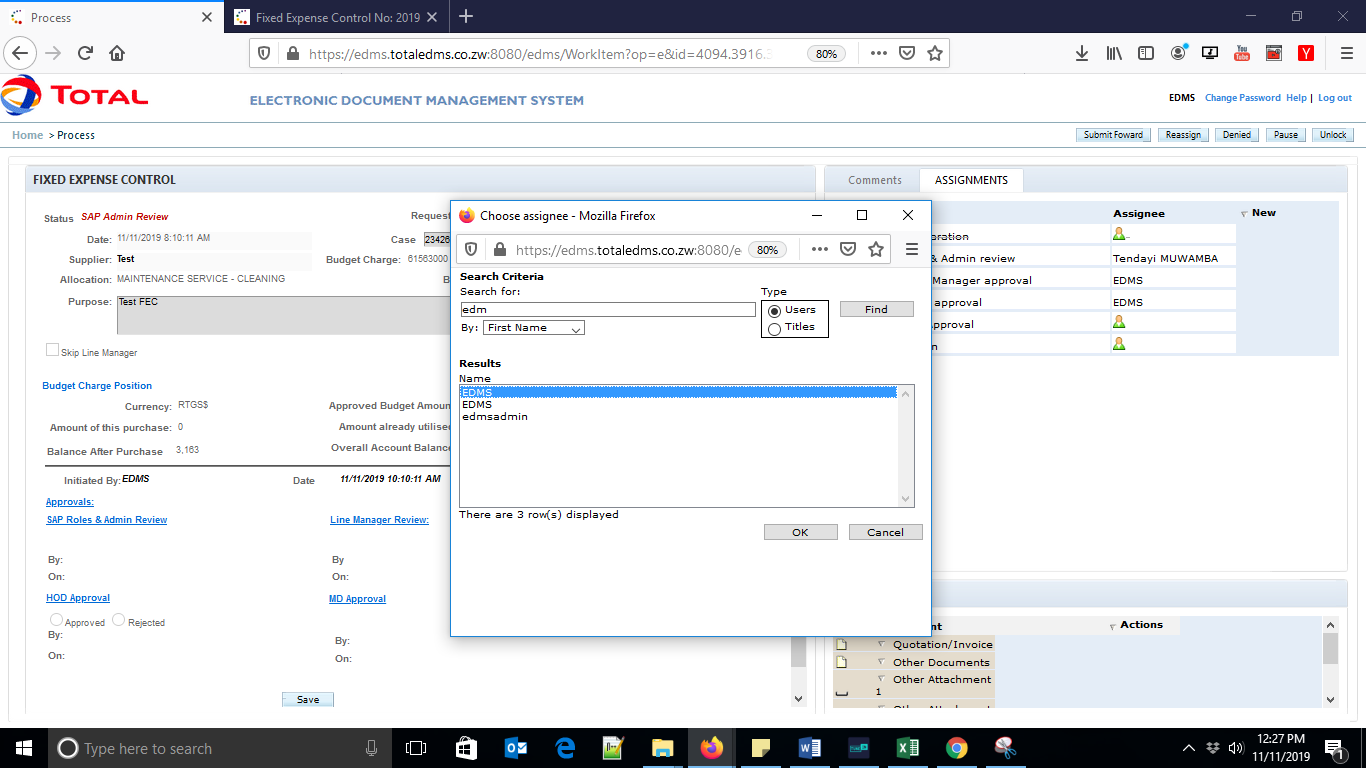 Process
Fixed Expense Control No: 2019
https://edms.totaledms.co.zw:8080/edms/WorkItem?op=e&id=4094.3916.
80%
TOTAL
ELECTRONIC DOCUMENT MANAGEMENT SYSTEM
EDMS Change Password Help | Log out
Home > Process
Submit Foward Reassign Denied Pause Unlock
FIXED EXPENSE CONTROL
Status SAP Admin Review
Request
Date: 11/11/2019 8:10:11 AM
Case 23426
Supplier: Test
Budget Charge: 61563000
Allocation: MAINTENANCE SERVICE - CLEANING
B
Purpose: Test FEC
Skip Line Manager
Budget Charge Position
Currency: RTGS$
Approved Budget Amoun
Amount of this purchase: 0
Amount already utilise
Balance After Purchase 3,163
Overall Account Balanc
Initiated By: EDMS
Date 11/11/2019 10:10:11 AM
Approvals:
SAP Roles & Admin Review
Line Manager Review:
By:
By
On:
On:
HOD Approval
MD Approval
Approved Rejected
By:
By:
On:
On:
Save
Choose assignee - Mozilla Firefox
https://edms.totaledms.co.zw:8080/e
80%
Search Criteria
Search for:
Type
edm
Users
Find
By: First Name
Titles
Results
Name
EDMS
EDMS
edmsadmin
There are 3 row(s) displayed
OK Cancel
Comments ASSIGNMENTS
Assignee New
aration
& Admin review Tendayi MUWAMBA
Manager approval EDMS
approval EDMS
pproval
n
nt Actions
Quotation/Invoice
Other Documents
Other Attachment
1
Type here to search
12:27 PM
11/11/2019
1